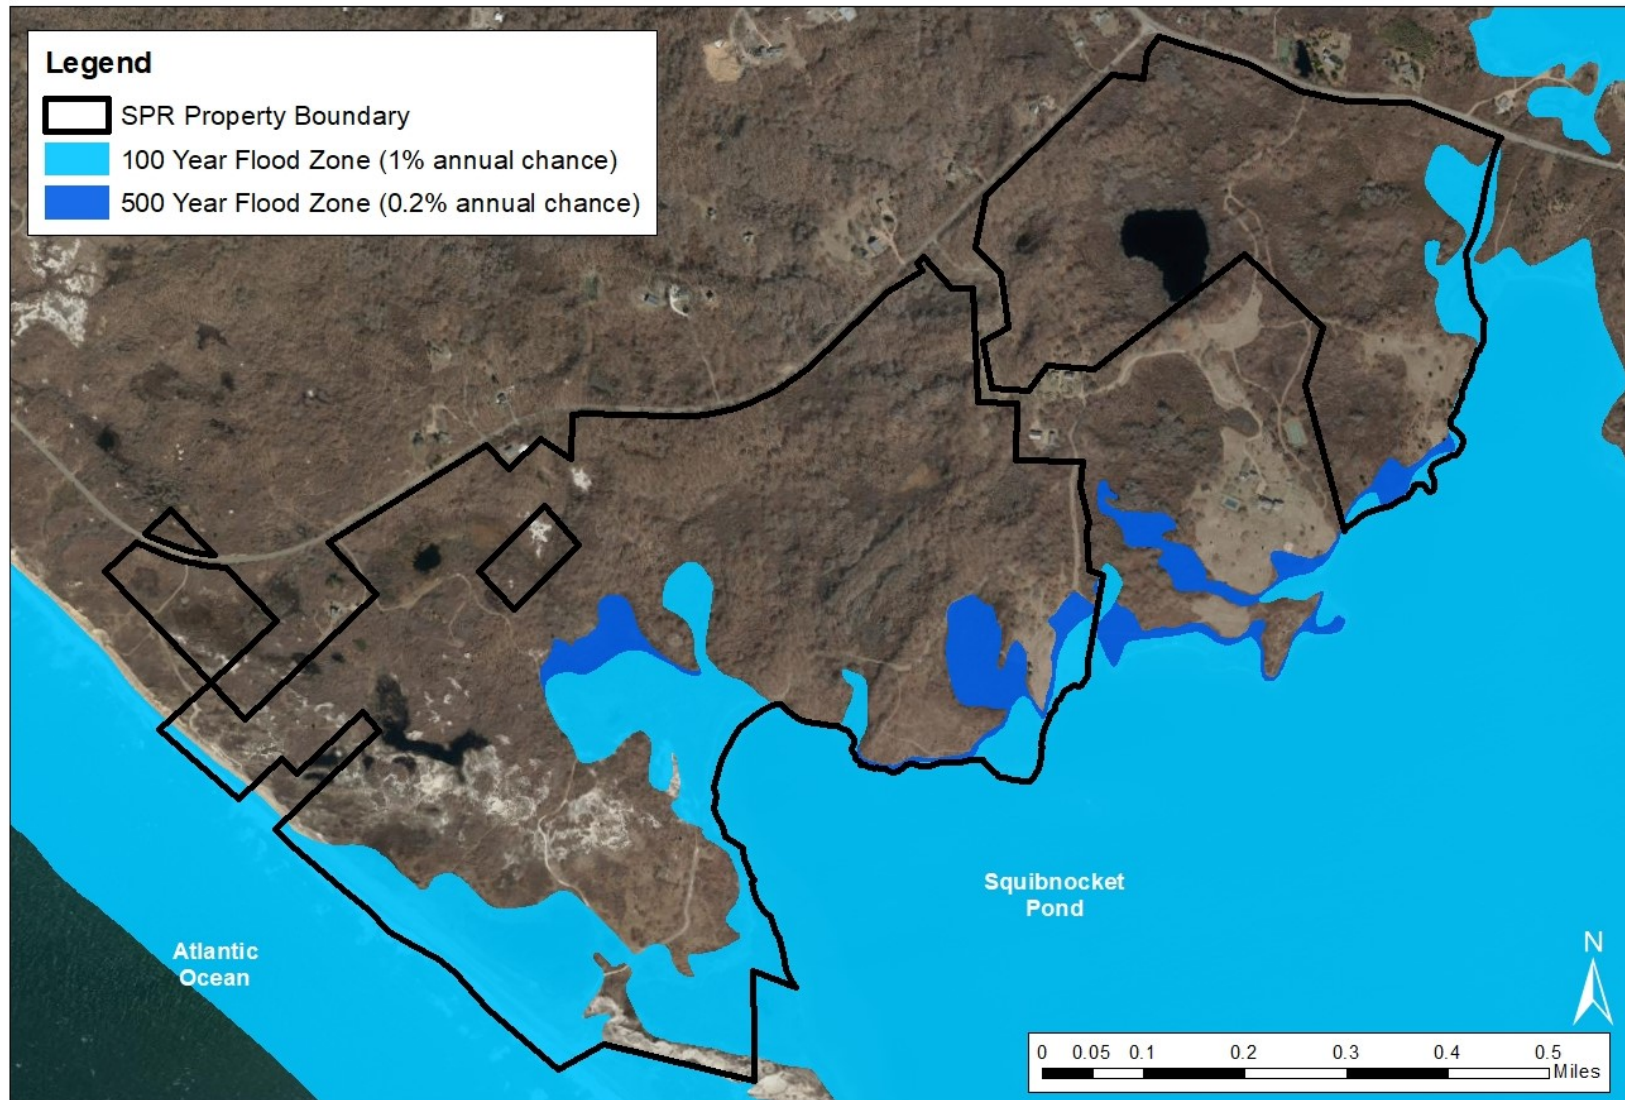 Legend
SPR Property Boundary
100 Year Flood Zone (1% annual chance)
500 Year Flood Zone (0.2% annual chance)
Squibnocket
Pond
Atlantic
Ocean
N
0 0.05 0.1 0.2 0.3 0.4 0.5
Miles